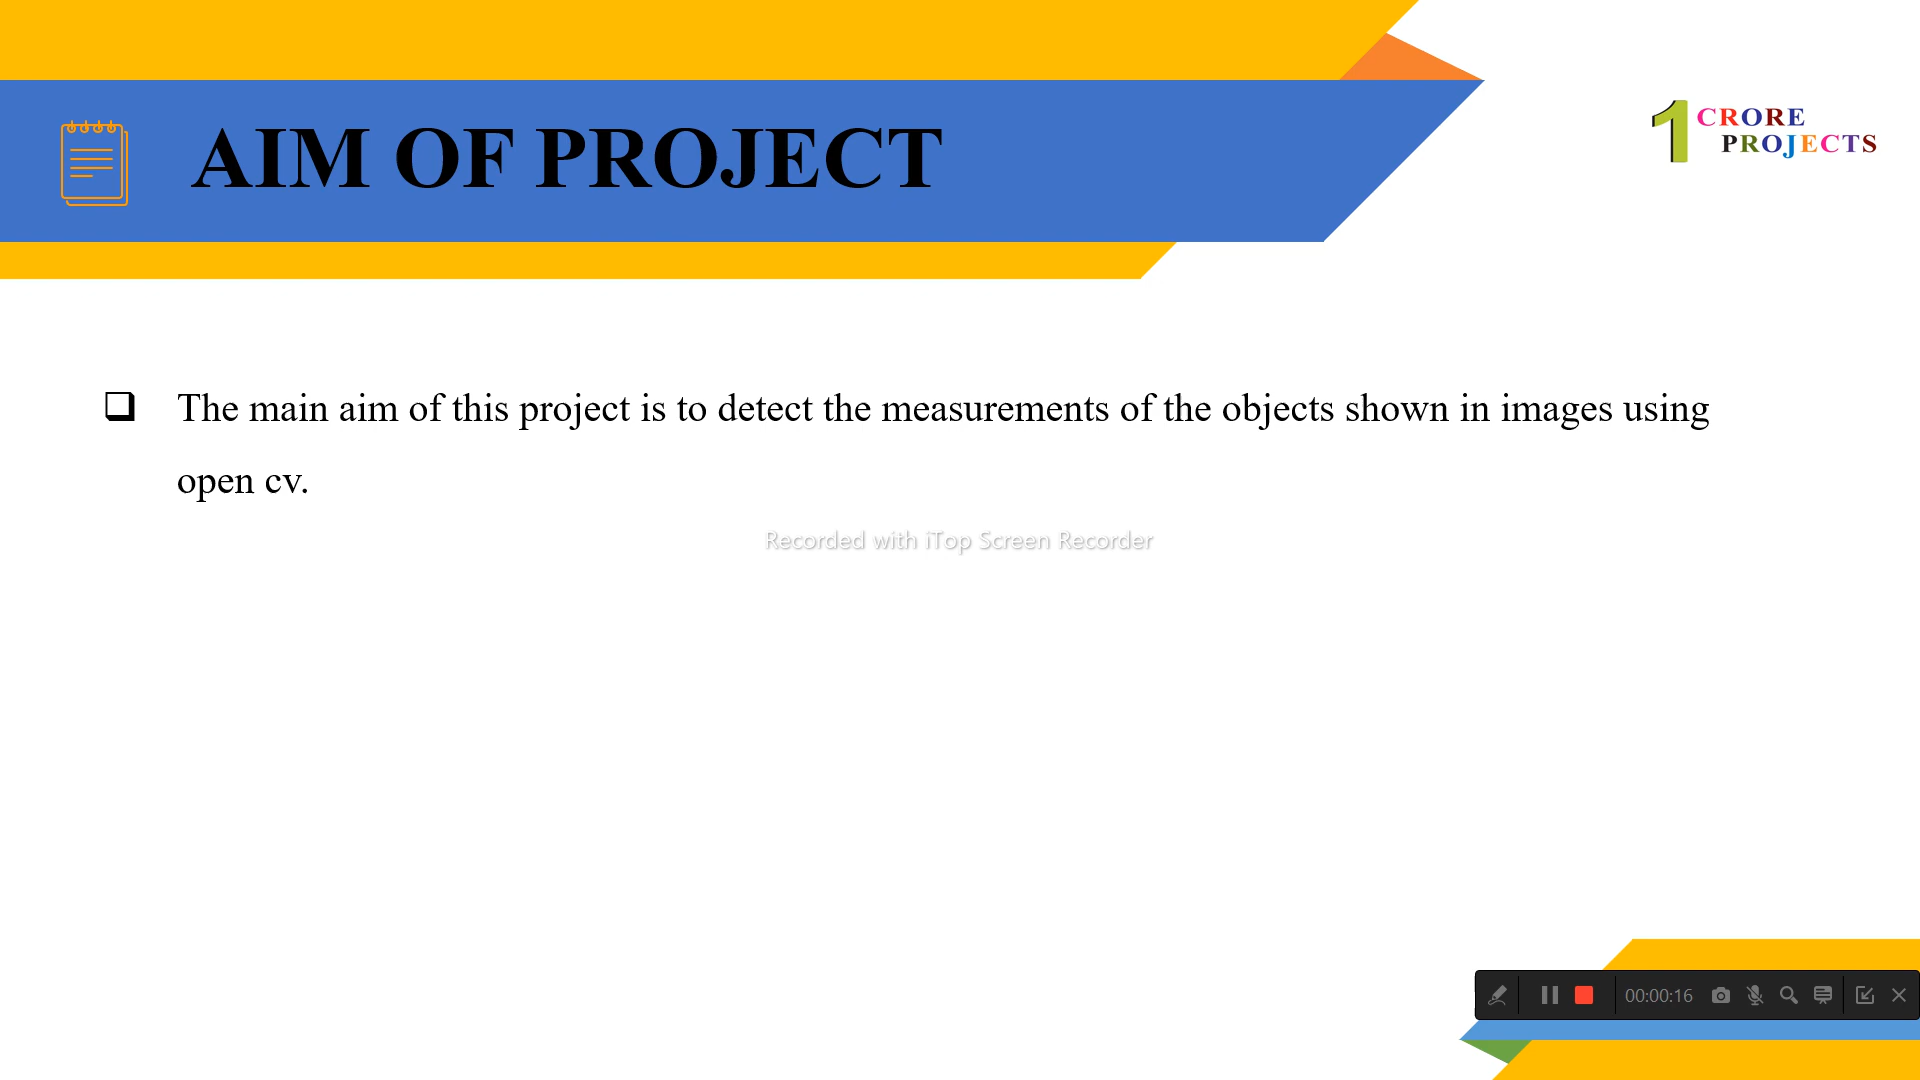 AIM OF PROJECT
1 CRORE
PROJECTS
❑ The main aim of this project is to detect the measurements of the objects shown in images using
open cv.
Recorded with iTop Screen Recorder
00:00:16